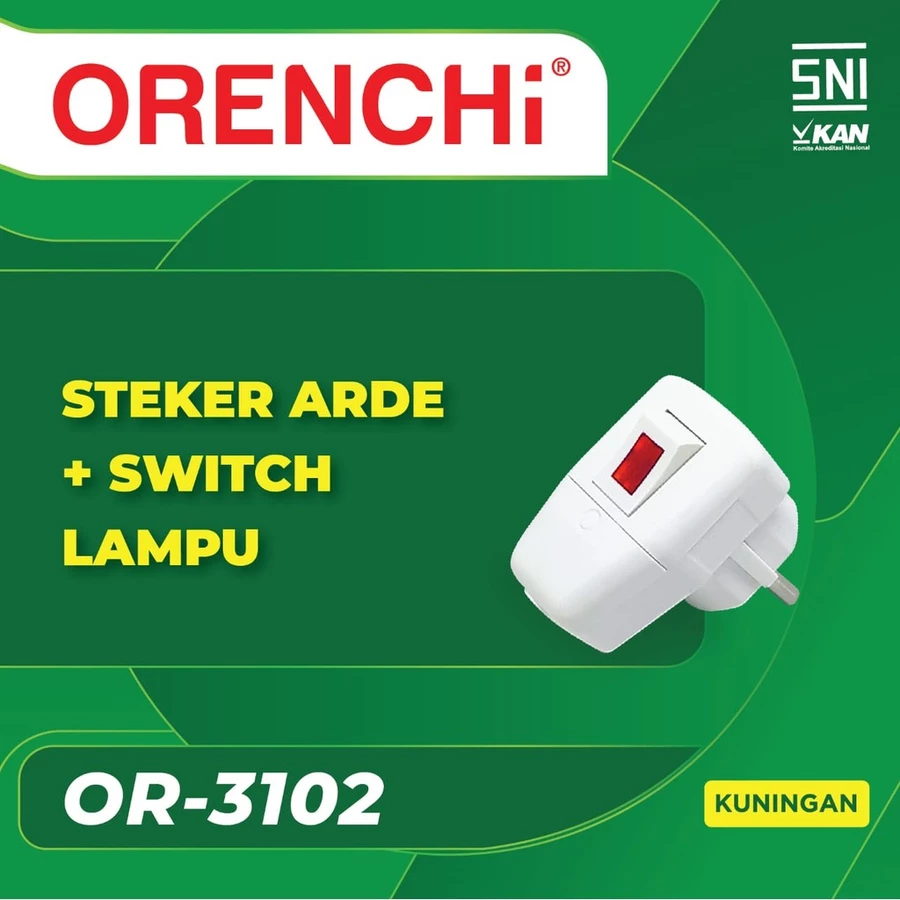 ORENCHi®
SNI
KAN
Komite Akreditasi Nasional
STEKER ARDE
+ SWITCH
LAMPU
OR-3102
KUNINGAN